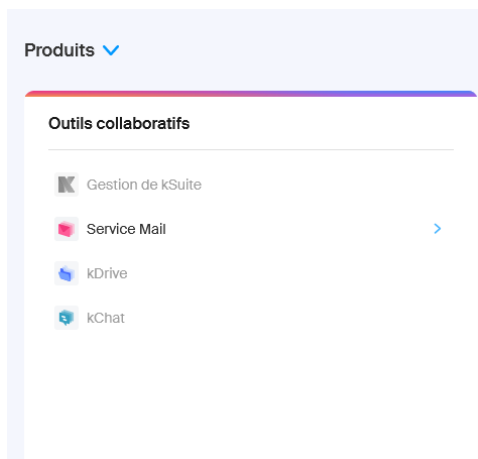 Produits
Outils collaboratifs
Gestion de kSuite
Service Mail
kDrive
kChat